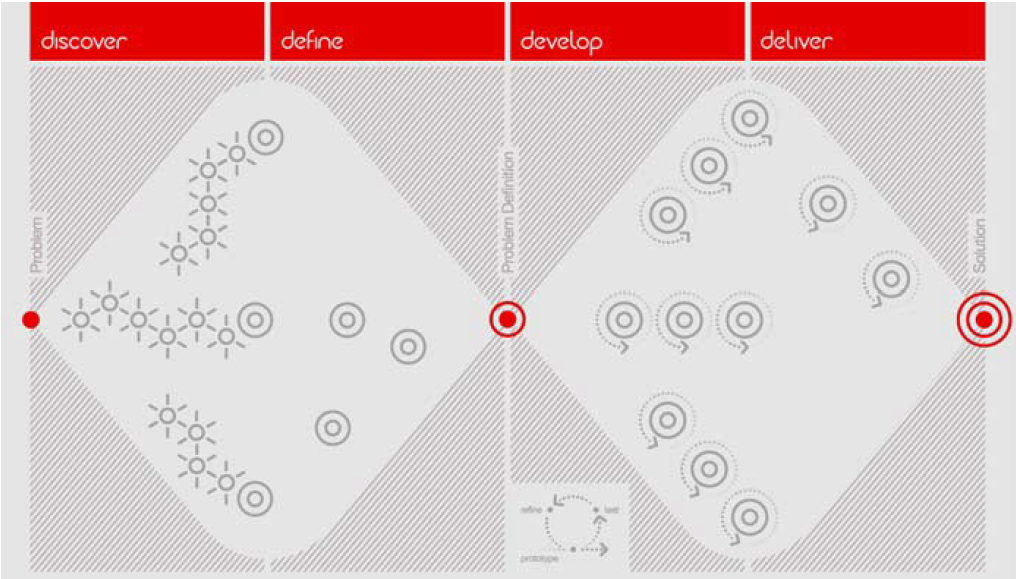 discover
define
develop
deliver
Problem
Problem Definition
Solution
refine
test
prototype